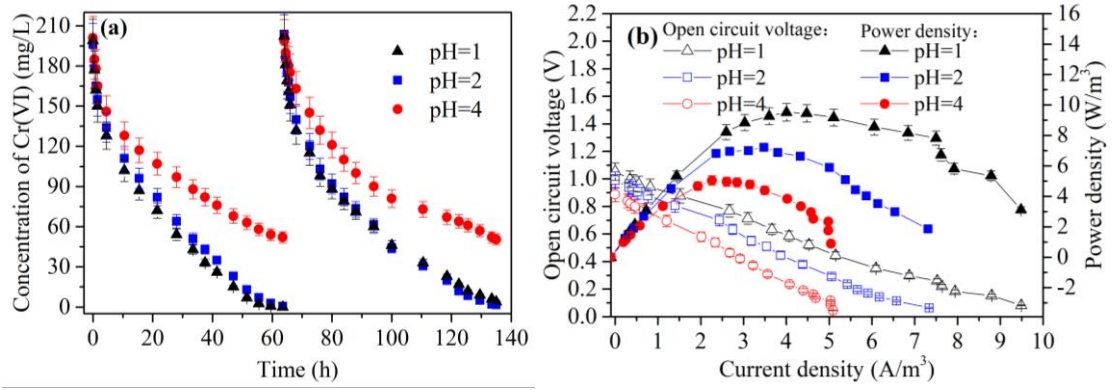 (a)
pH=1
pH=2
pH=4
Concentration of Cr(VI) (mg/L)
210
180
150
120
90
60
30
0
0 20 40 60 80 100 120 140
Time (h)
(b)
Open circuit voltage:
pH=1
pH=2
pH=4
Power density:
pH=1
pH=2
pH=4
Open circuit voltage (V)
2.2
2.0
1.8
1.6
1.4
1.2
1.0
0.8
0.6
0.4
0.2
0.0
0 1 2 3 4 5 6 7 8 9 10
Current density (A/m³)
16
14
12
10
8
6
4
2
0
-2
Power density (W/m³)